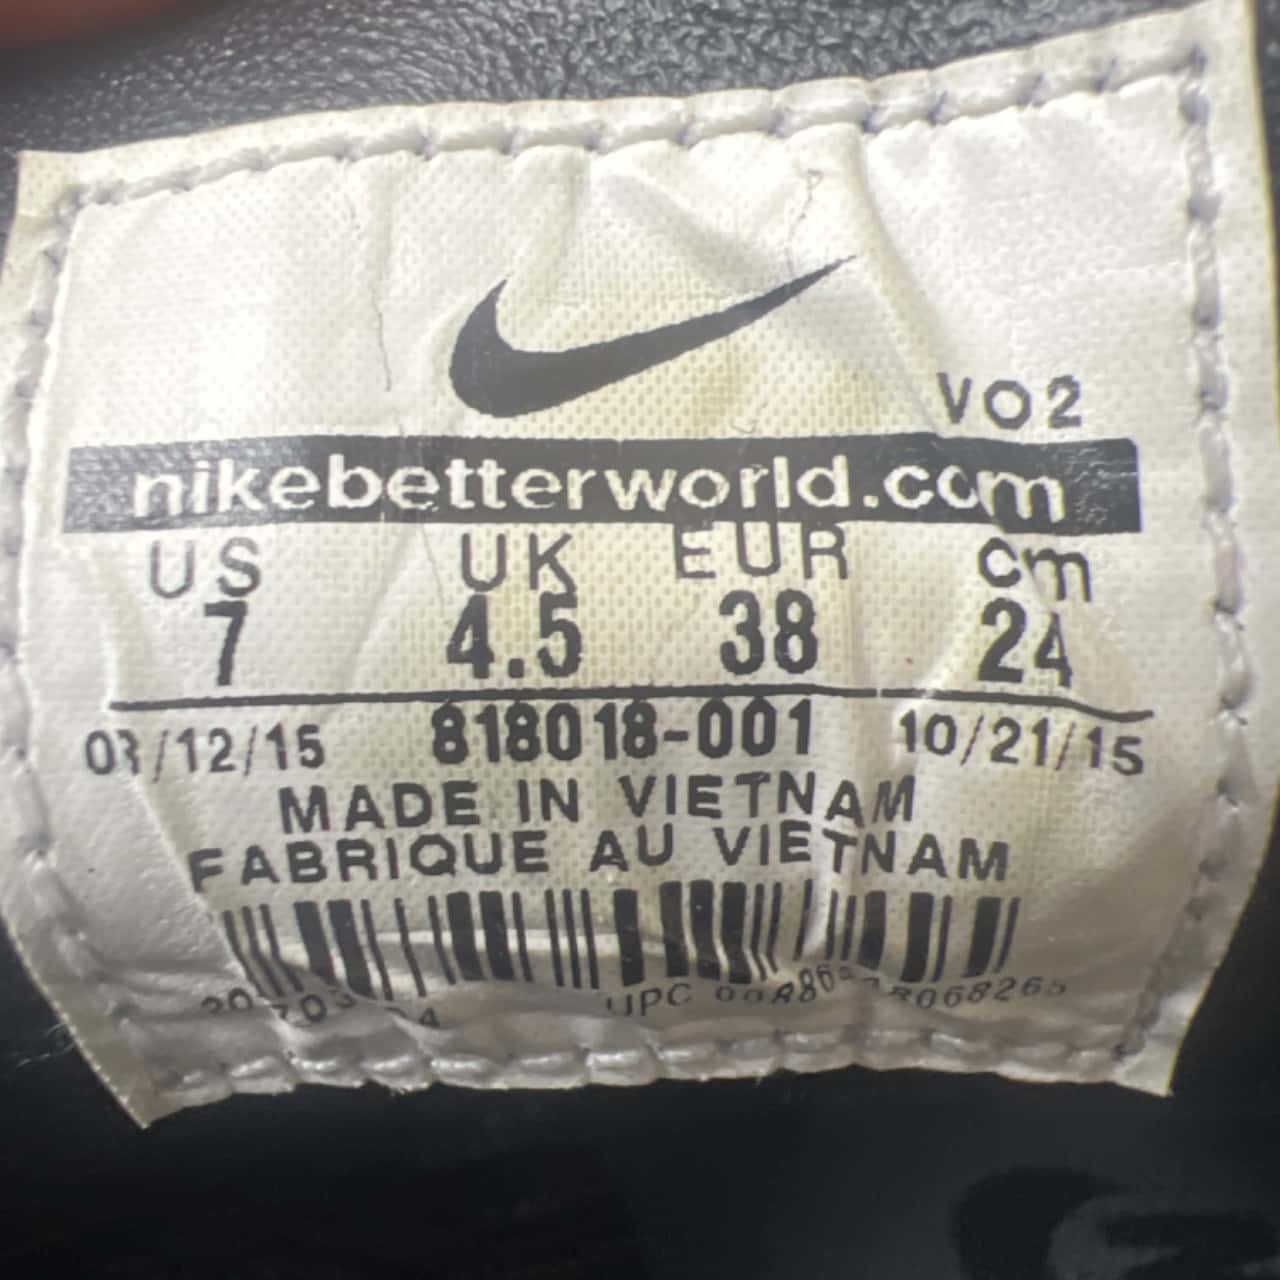 VO2
nikebetterworld.com
US UK EUR cm
7 4.5 38 24
/12/15 818018-001 10/21/15
MADE IN VIETNAM
FABRIQUE AU VIETNAM
UPC